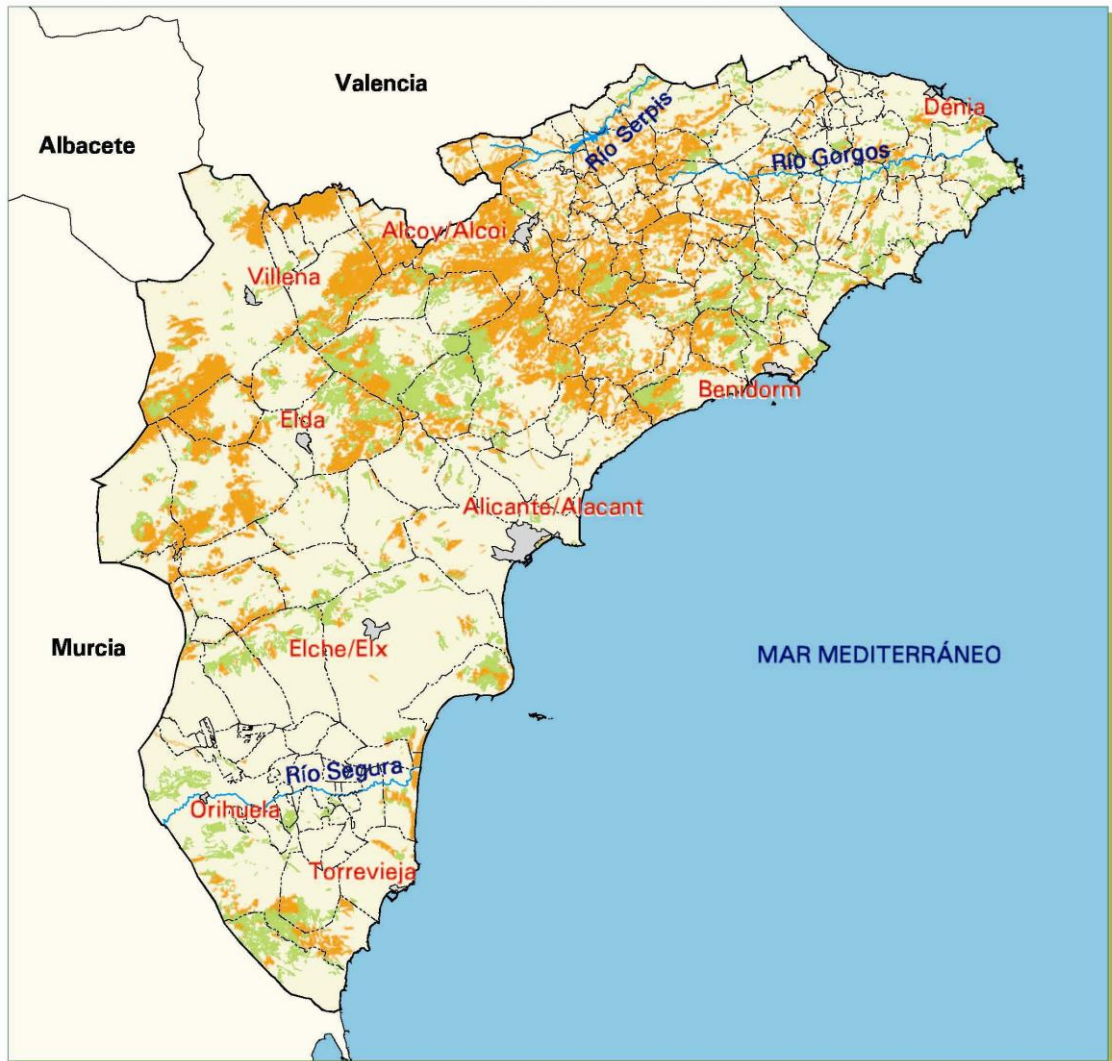 Valencia
Albacete
Dénia
Río Serpis
Río Gorgos
Alcoy/Alcoi
Villena
Benidorm
Elda
Alicante/Alacant
Murcia
Elche/Elx
MAR MEDITERRÁNEO
Río Segura
Orihuela
Torrevieja